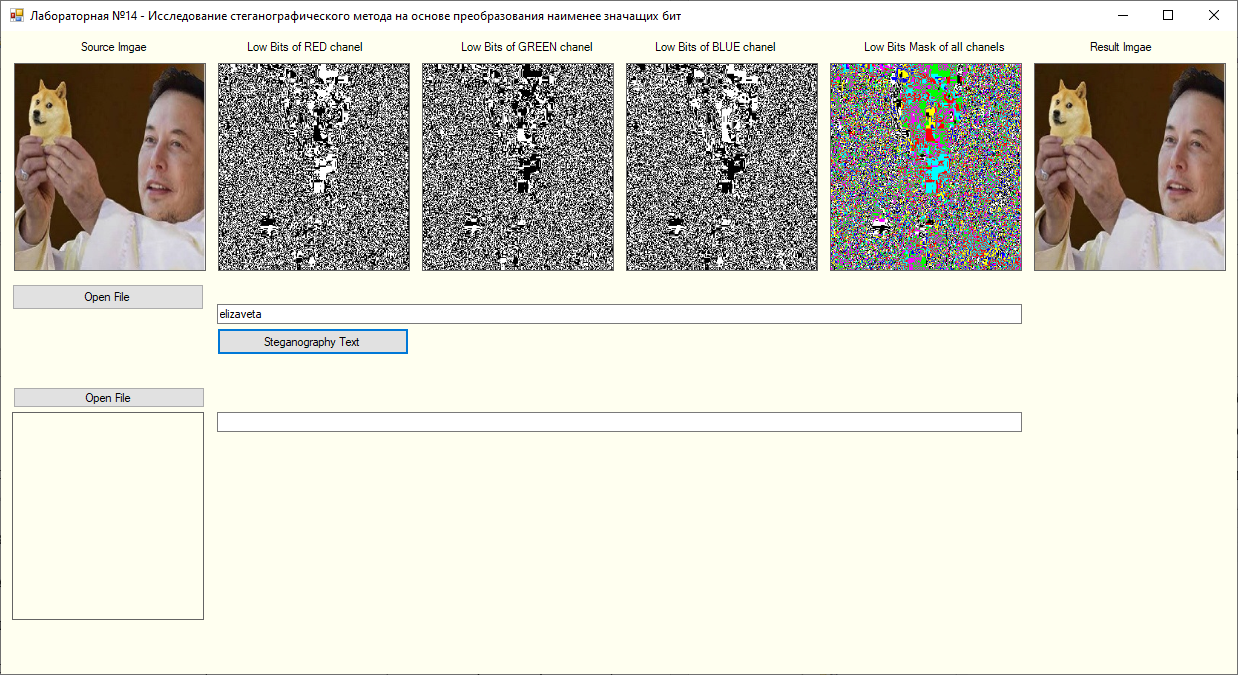 Лабораторная №14 - Исследование стеганографического метода на основе преобразования наименее значащих бит
Source Imgae
Low Bits of RED chanel
Low Bits of GREEN chanel
Low Bits of BLUE chanel
Low Bits Mask of all chanels
Result Imgae
Open File
elizaveta
Steganography Text
Open File